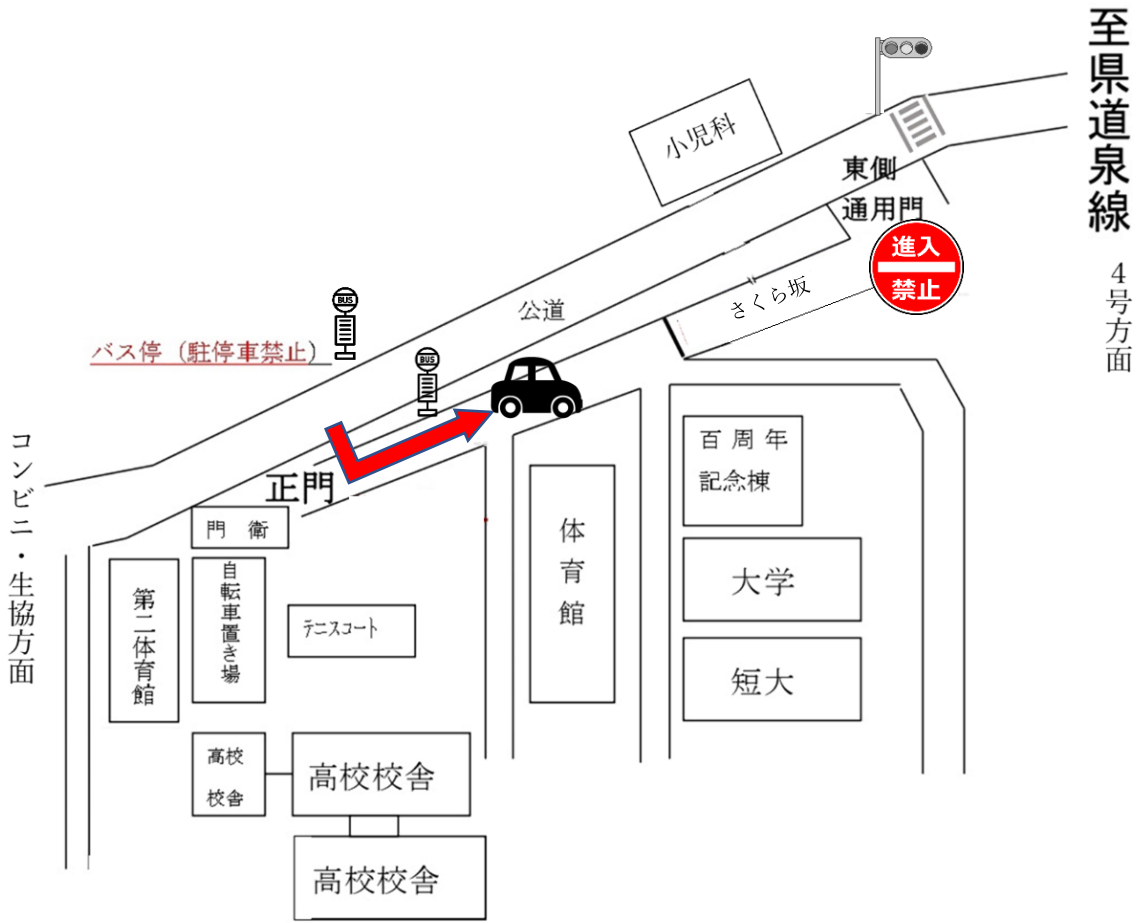 至県道泉線
4号方面
小児科
東側
通用門
進入
禁止
さくら坂
公道
BUS
バス停（駐停車禁止）
BUS
コンビニ・生協方面
正門
門衛
百周年
記念棟
体育館
大学
短大
第二体育館
自転車置き場
テニスコート
高校
校舎
高校校舎
高校校舎